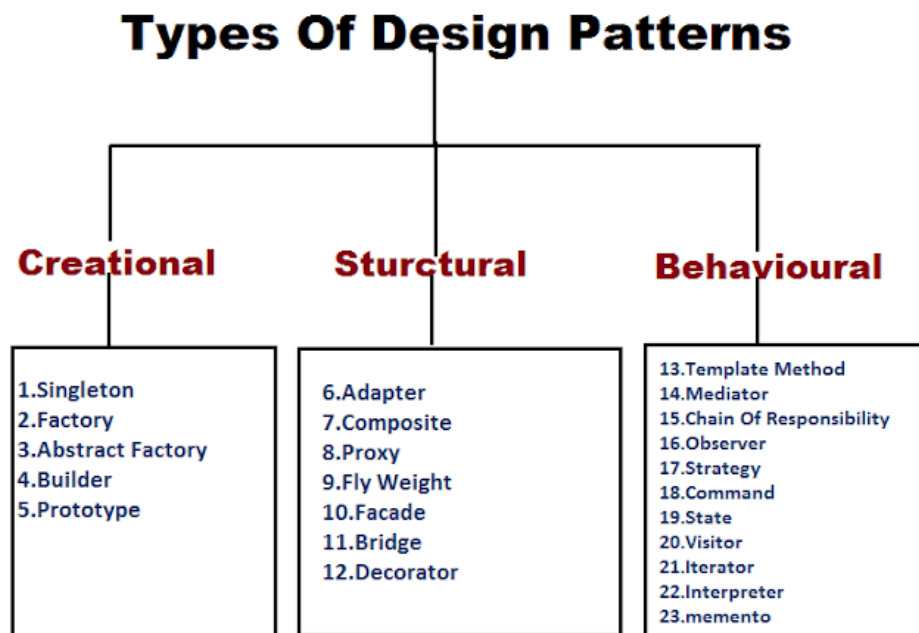 Types Of Design Patterns
Creational
Sturctural
Behavioural
1.Singleton
2.Factory
3.Abstract Factory
4.Builder
5.Prototype
6.Adapter
7.Composite
8.Proxy
9.Fly Weight
10.Facade
11.Bridge
12.Decorator
13.Template Method
14.Mediator
15.Chain Of Responsibility
16.Observer
17.Strategy
18.Command
19.State
20.Visitor
21.Iterator
22.Interpreter
23.memento